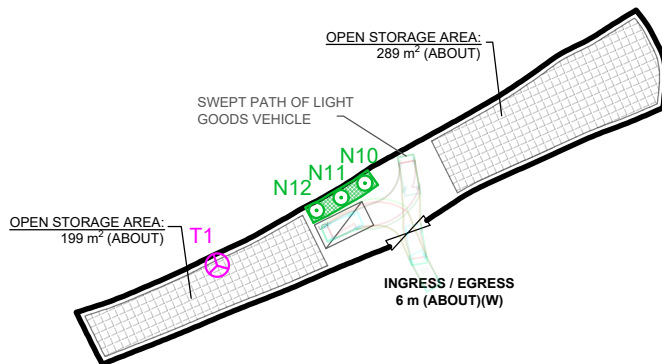 OPEN STORAGE AREA:
289 m² (ABOUT)
SWEPT PATH OF LIGHT
GOODS VEHICLE
N10
N11
N12
OPEN STORAGE AREA:
199 m² (ABOUT)
T1
INGRESS / EGRESS
6 m (ABOUT)(W)